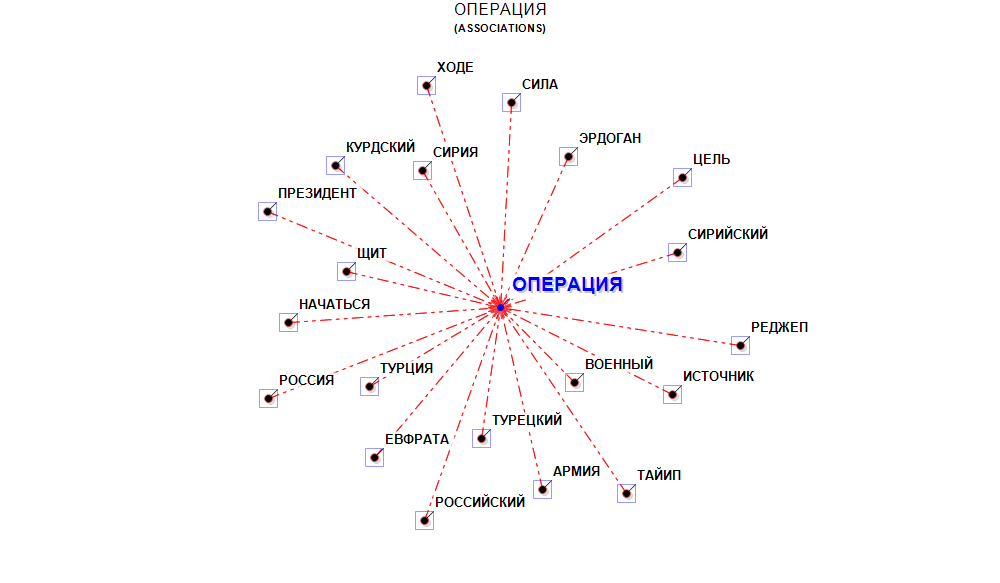 ОПЕРАЦИЯ
(ASSOCIATIONS)
ХОДЕ
СИЛА
ЭРДОГАН
КУРДСКИЙ
СИРИЯ
ЦЕЛЬ
ПРЕЗИДЕНТ
СИРИЙСКИЙ
ЩИТ
ОПЕРАЦИЯ
НАЧАТЬСЯ
РЕДЖЕП
ВОЕННЫЙ
ТУРЦИЯ
ИСТОЧНИК
РОССИЯ
ТУРЕЦКИЙ
ЕВФРАТА
АРМИЯ
ТАЙИП
РОССИЙСКИЙ